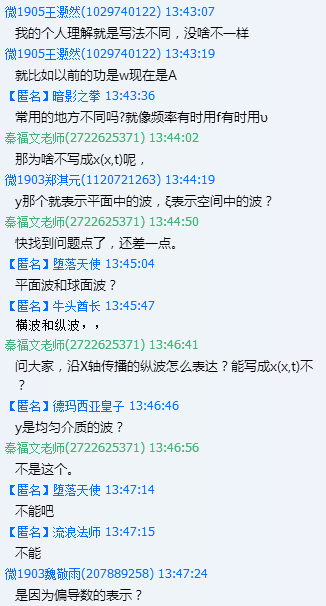 微1905王灏然(1029740122) 13:43:07
我的个人理解就是写法不同，没啥不一样
微1905王灏然(1029740122) 13:43:19
就比如以前的功是w现在是A
【匿名】暗影之拳 13:43:36
常用的地方不同吗?就像频率有时用f有时用υ
秦福文老师(2722625371) 13:44:02
那为啥不写成x(x,t)呢，
微1903郑淇元(1120721263) 13:44:19
y那个就表示平面中的波，ξ表示空间中的波？
秦福文老师(2722625371) 13:44:50
快找到问题点了，还差一点。
【匿名】堕落天使 13:45:04
平面波和球面波？
【匿名】牛头酋长 13:45:47
横波和纵波，，
秦福文老师(2722625371) 13:46:41
问大家，沿X轴传播的纵波怎么表达？能写成x(x,t)不
？
【匿名】德玛西亚皇子 13:46:46
y是均匀介质的波？
秦福文老师(2722625371) 13:46:56
不是这个。
【匿名】堕落天使 13:47:14
不能吧
【匿名】流浪法师 13:47:15
不能
微1903魏敬雨(207889258) 13:47:24
是因为偏导数的表示？